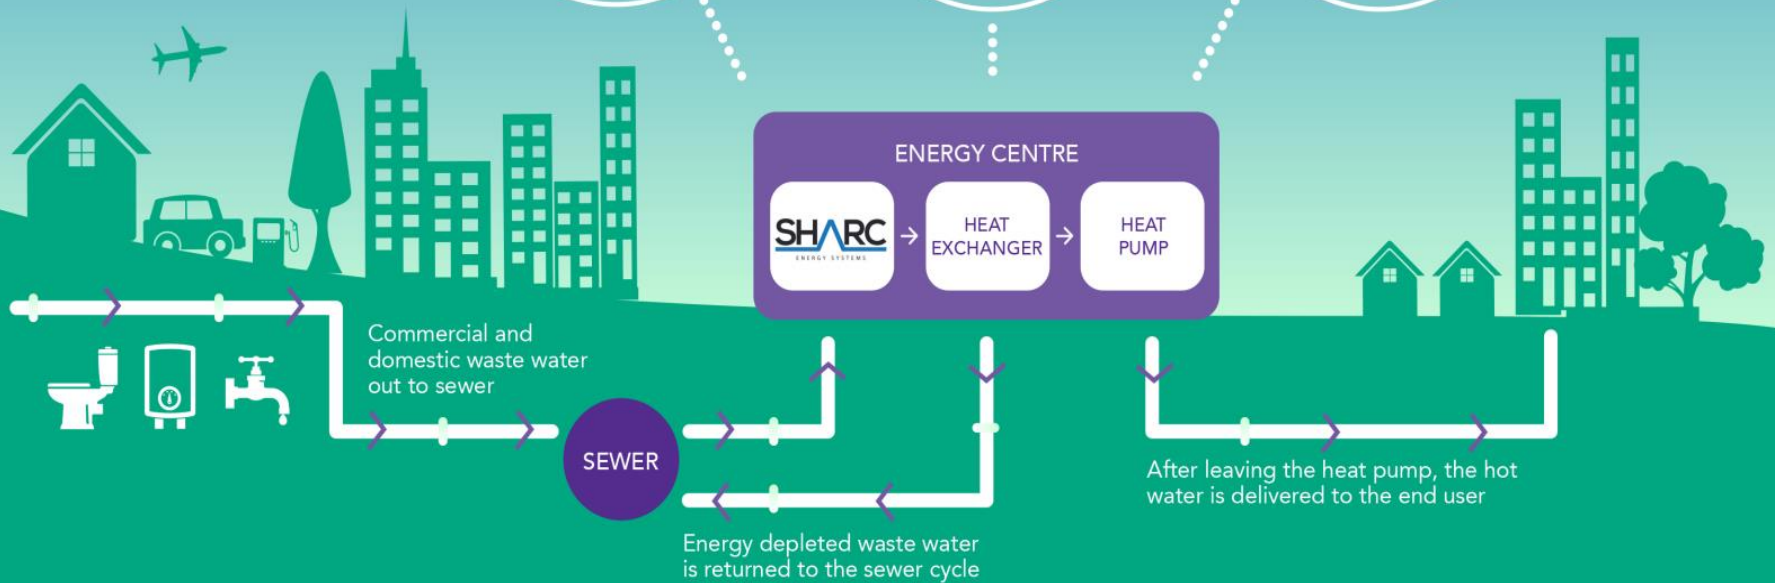 ENERGY CENTRE
SHARC
ENERGY SYSTEMS
HEAT
EXCHANGER
HEAT
PUMP
Commercial and
domestic waste water
out to sewer
SEWER
After leaving the heat pump, the hot
water is delivered to the end user
Energy depleted waste water
is returned to the sewer cycle